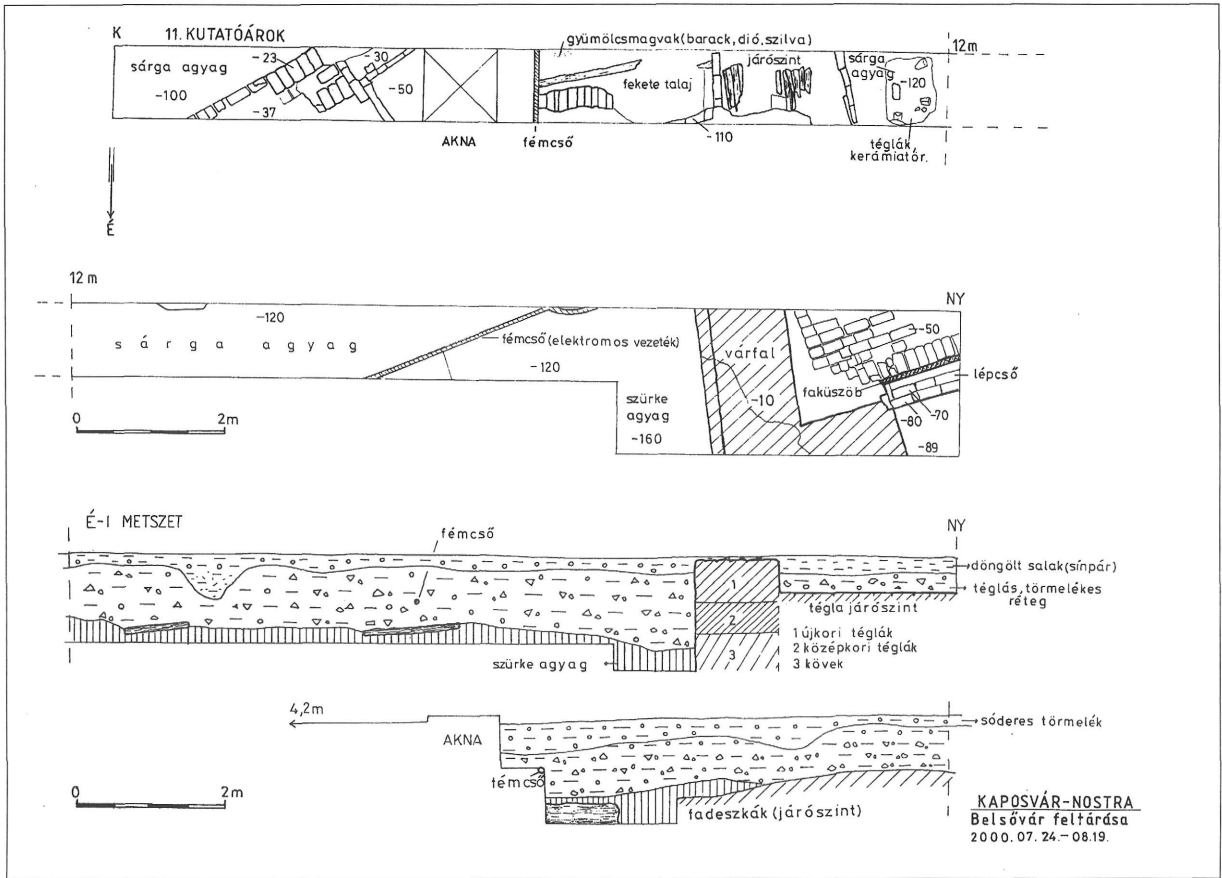 K 11. KUTATÓÁROK
gyümölcsmagvak(barack, dió, szilva)
12m
sárga agyag
-100
-23
-30
-37
-50
AKNA
fémcső
fekete talaj
járószint
-110
sárga agyag
-120
téglák, kerámiatör.
É
12 m
NY
-120
sárga agyag
fémcső(elektromos vezeték)
-120
szürke
agyag
-160
várfal
-10
-50
faküszöb
lépcső
-70
-80
-89
0 2m
É-I METSZET
NY
fémcső
döngölt salak(sínpár)
téglás, törmelékes
réteg
1
2
3
tégla járószint
1 újkori téglák
2 középkori téglák
3 kövek
szürke agyag
4,2m
AKNA
sóderes törmelék
fémcső
fadeszkák (járószint)
0 2m
KAPOSVÁR-NOSTRA
Belsővár feltárása
2000. 07. 24.-08.19.